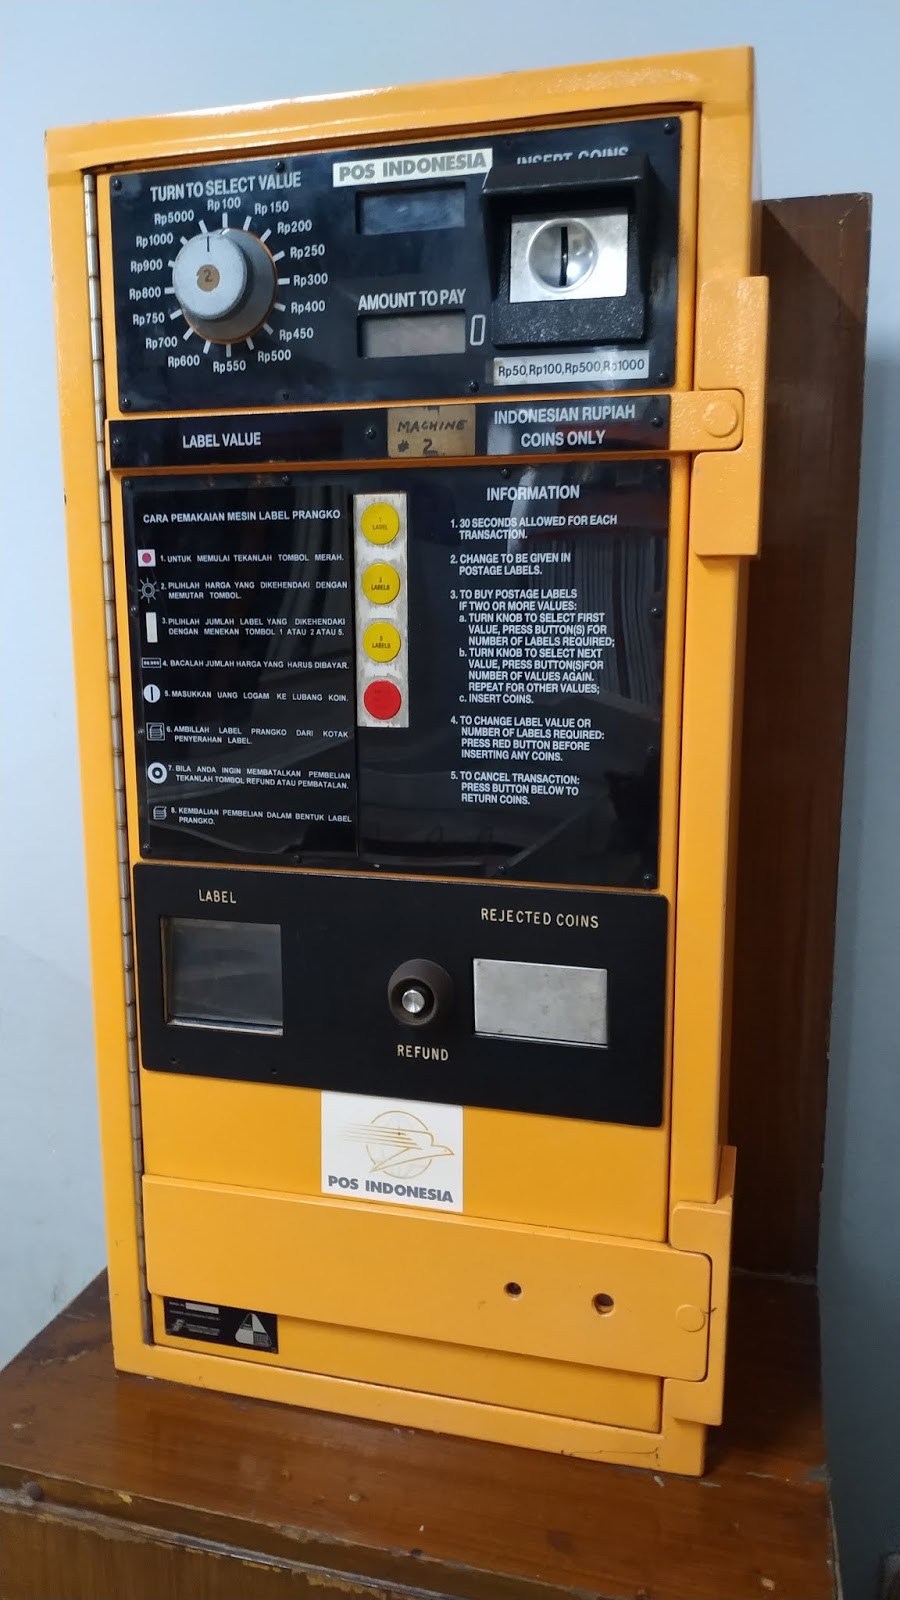 TURN TO SELECT VALUE
Rp100
Rp150
Rp200
Rp250
Rp300
Rp400
Rp450
Rp500
Rp550
Rp600
Rp700
Rp750
Rp800
Rp900
Rp1000
Rp5000
2
POS INDONESIA
AMOUNT TO PAY
INSERT COINS
Rp50,Rp100,Rp500,Rp1000
LABEL VALUE
MACHINE
# 2
INDONESIAN RUPIAH
COINS ONLY
CARA PEMAKAIAN MESIN LABEL PRANGKO
1. UNTUK MEMULAI TEKANLAH TOMBOL MERAH.
2. PILIHLAH HARGA YANG DIKEHENDAKI DENGAN
MEMUTAR TOMBOL.
3. PILIHLAH JUMLAH LABEL YANG DIKEHENDAKI
DENGAN MENEKAN TOMBOL 1 ATAU 2 ATAU 5.
4. BACALAH JUMLAH HARGA YANG HARUS DIBAYAR.
5. MASUKKAN UANG LOGAM KE LUBANG KOIN.
6. AMBILLAH LABEL PRANGKO DARI KOTAK
PENYERAHAN LABEL.
7. BILA ANDA INGIN MEMBATALKAN PEMBELIAN
TEKANLAH TOMBOL REFUND ATAU PEMBATALAN.
8. KEMBALIAN PEMBELIAN DALAM BENTUK LABEL
PRANGKO.
1
LABEL
2
LABELS
LABELS
INFORMATION
1. 30 SECONDS ALLOWED FOR EACH
TRANSACTION.
2. CHANGE TO BE GIVEN IN
POSTAGE LABELS.
3. TO BUY POSTAGE LABELS
IF TWO OR MORE VALUES:
a. TURN KNOB TO SELECT FIRST
VALUE, PRESS BUTTON(S) FOR
NUMBER OF LABELS REQUIRED;
b. TURN KNOB TO SELECT NEXT
VALUE, PRESS BUTTON(S)FOR
NUMBER OF VALUES AGAIN.
REPEAT FOR OTHER VALUES;
c. INSERT COINS.
4. TO CHANGE LABEL VALUE OR
NUMBER OF LABELS REQUIRED:
PRESS RED BUTTON BEFORE
INSERTING ANY COINS.
5. TO CANCEL TRANSACTION:
PRESS BUTTON BELOW TO
RETURN COINS.
LABEL
REFUND
REJECTED COINS
POS INDONESIA